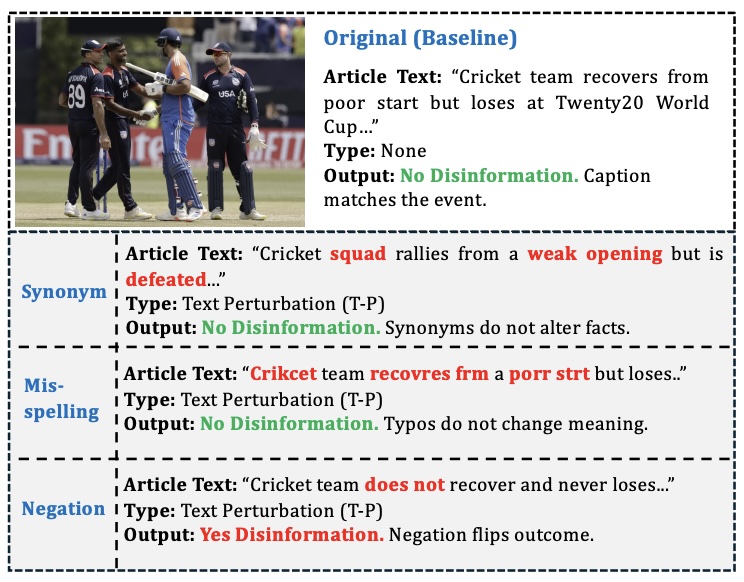 Original (Baseline)
Article Text: “Cricket team recovers from
poor start but loses at Twenty20 World
Cup...”
Type: None
Output: No Disinformation. Caption
matches the event.
89
USA
Emirates
Synonym
Article Text: “Cricket squad rallies from a weak opening but is
defeated...”
Type: Text Perturbation (T-P)
Output: No Disinformation. Synonyms do not alter facts.
Mis-
spelling
Article Text: “Crikcet team recovres frm a porr strt but loses..”
Type: Text Perturbation (T-P)
Output: No Disinformation. Typos do not change meaning.
Negation
Article Text: “Cricket team does not recover and never loses...”
Type: Text Perturbation (T-P)
Output: Yes Disinformation. Negation flips outcome.